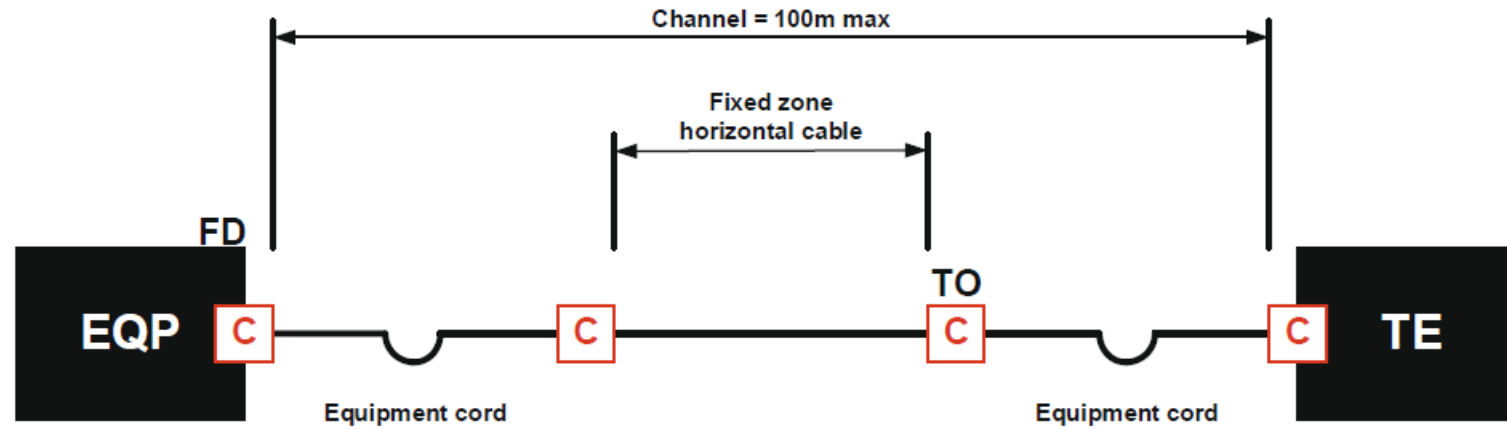 Channel = 100m max
Fixed zone
horizontal cable
FD
TO
EQP
C
C
C
C
TE
Equipment cord
Equipment cord